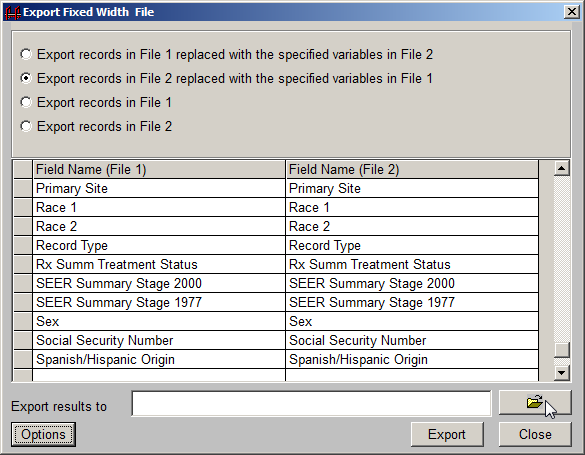 Export Fixed Width File
Export records in File 1 replaced with the specified variables in File 2
Export records in File 2 replaced with the specified variables in File 1
Export records in File 1
Export records in File 2
Field Name (File 1) Field Name (File 2)
Primary Site Primary Site
Race 1 Race 1
Race 2 Race 2
Record Type Record Type
Rx Summ Treatment Status Rx Summ Treatment Status
SEER Summary Stage 2000 SEER Summary Stage 2000
SEER Summary Stage 1977 SEER Summary Stage 1977
Sex Sex
Social Security Number Social Security Number
Spanish/Hispanic Origin Spanish/Hispanic Origin
Export results to
Options Export Close